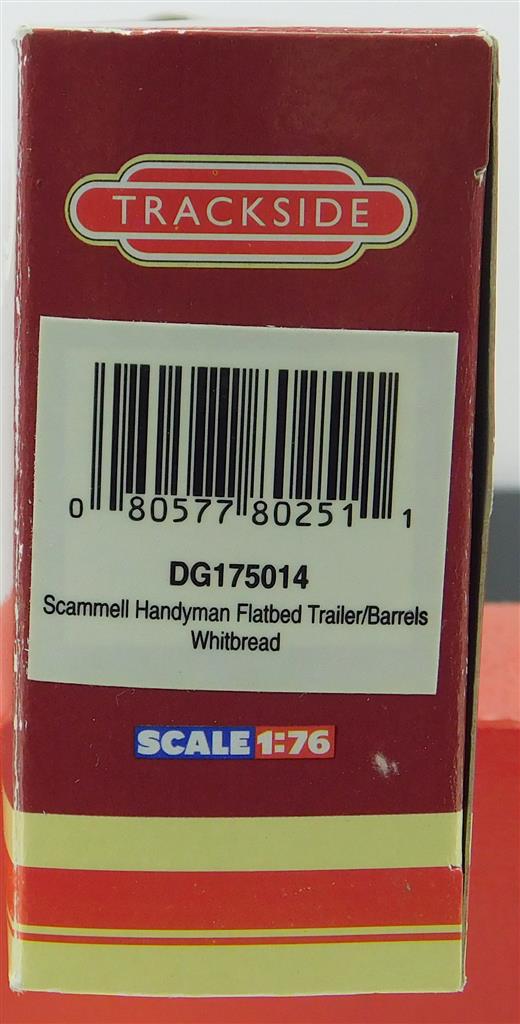 TRACKSIDE
0 80577 80251 1
DG175014
Scammell Handyman Flatbed Trailer/Barrels
Whitbread
SCALE 1:76